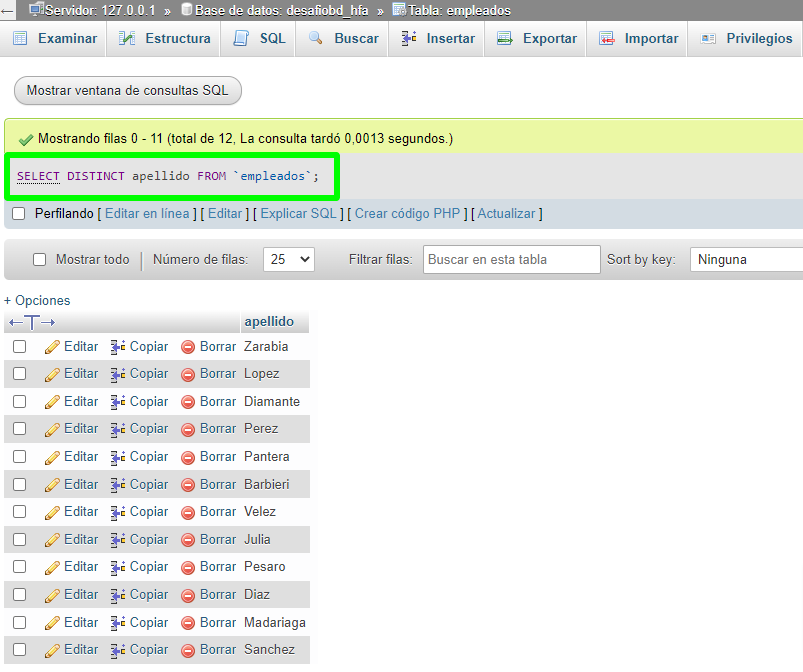 Servidor: 127.0.0.1 » Base de datos: desafiobd_hfa » Tabla: empleados
Examinar Estructura SQL Buscar Insertar Exportar Importar Privilegios
Mostrar ventana de consultas SQL
Mostrando filas 0 - 11 (total de 12, La consulta tardó 0,0013 segundos.)
SELECT DISTINCT apellido FROM `empleados`;
Perfilando [ Editar en línea ] [ Editar ] [ Explicar SQL ] [ Crear código PHP ] [ Actualizar ]
Mostrar todo Número de filas: 25 Filtrar filas: Buscar en esta tabla Sort by key: Ninguna
+ Opciones
←T→ apellido
Editar Copiar Borrar Zarabia
Editar Copiar Borrar Lopez
Editar Copiar Borrar Diamante
Editar Copiar Borrar Perez
Editar Copiar Borrar Pantera
Editar Copiar Borrar Barbieri
Editar Copiar Borrar Velez
Editar Copiar Borrar Julia
Editar Copiar Borrar Pesaro
Editar Copiar Borrar Diaz
Editar Copiar Borrar Madariaga
Editar Copiar Borrar Sanchez